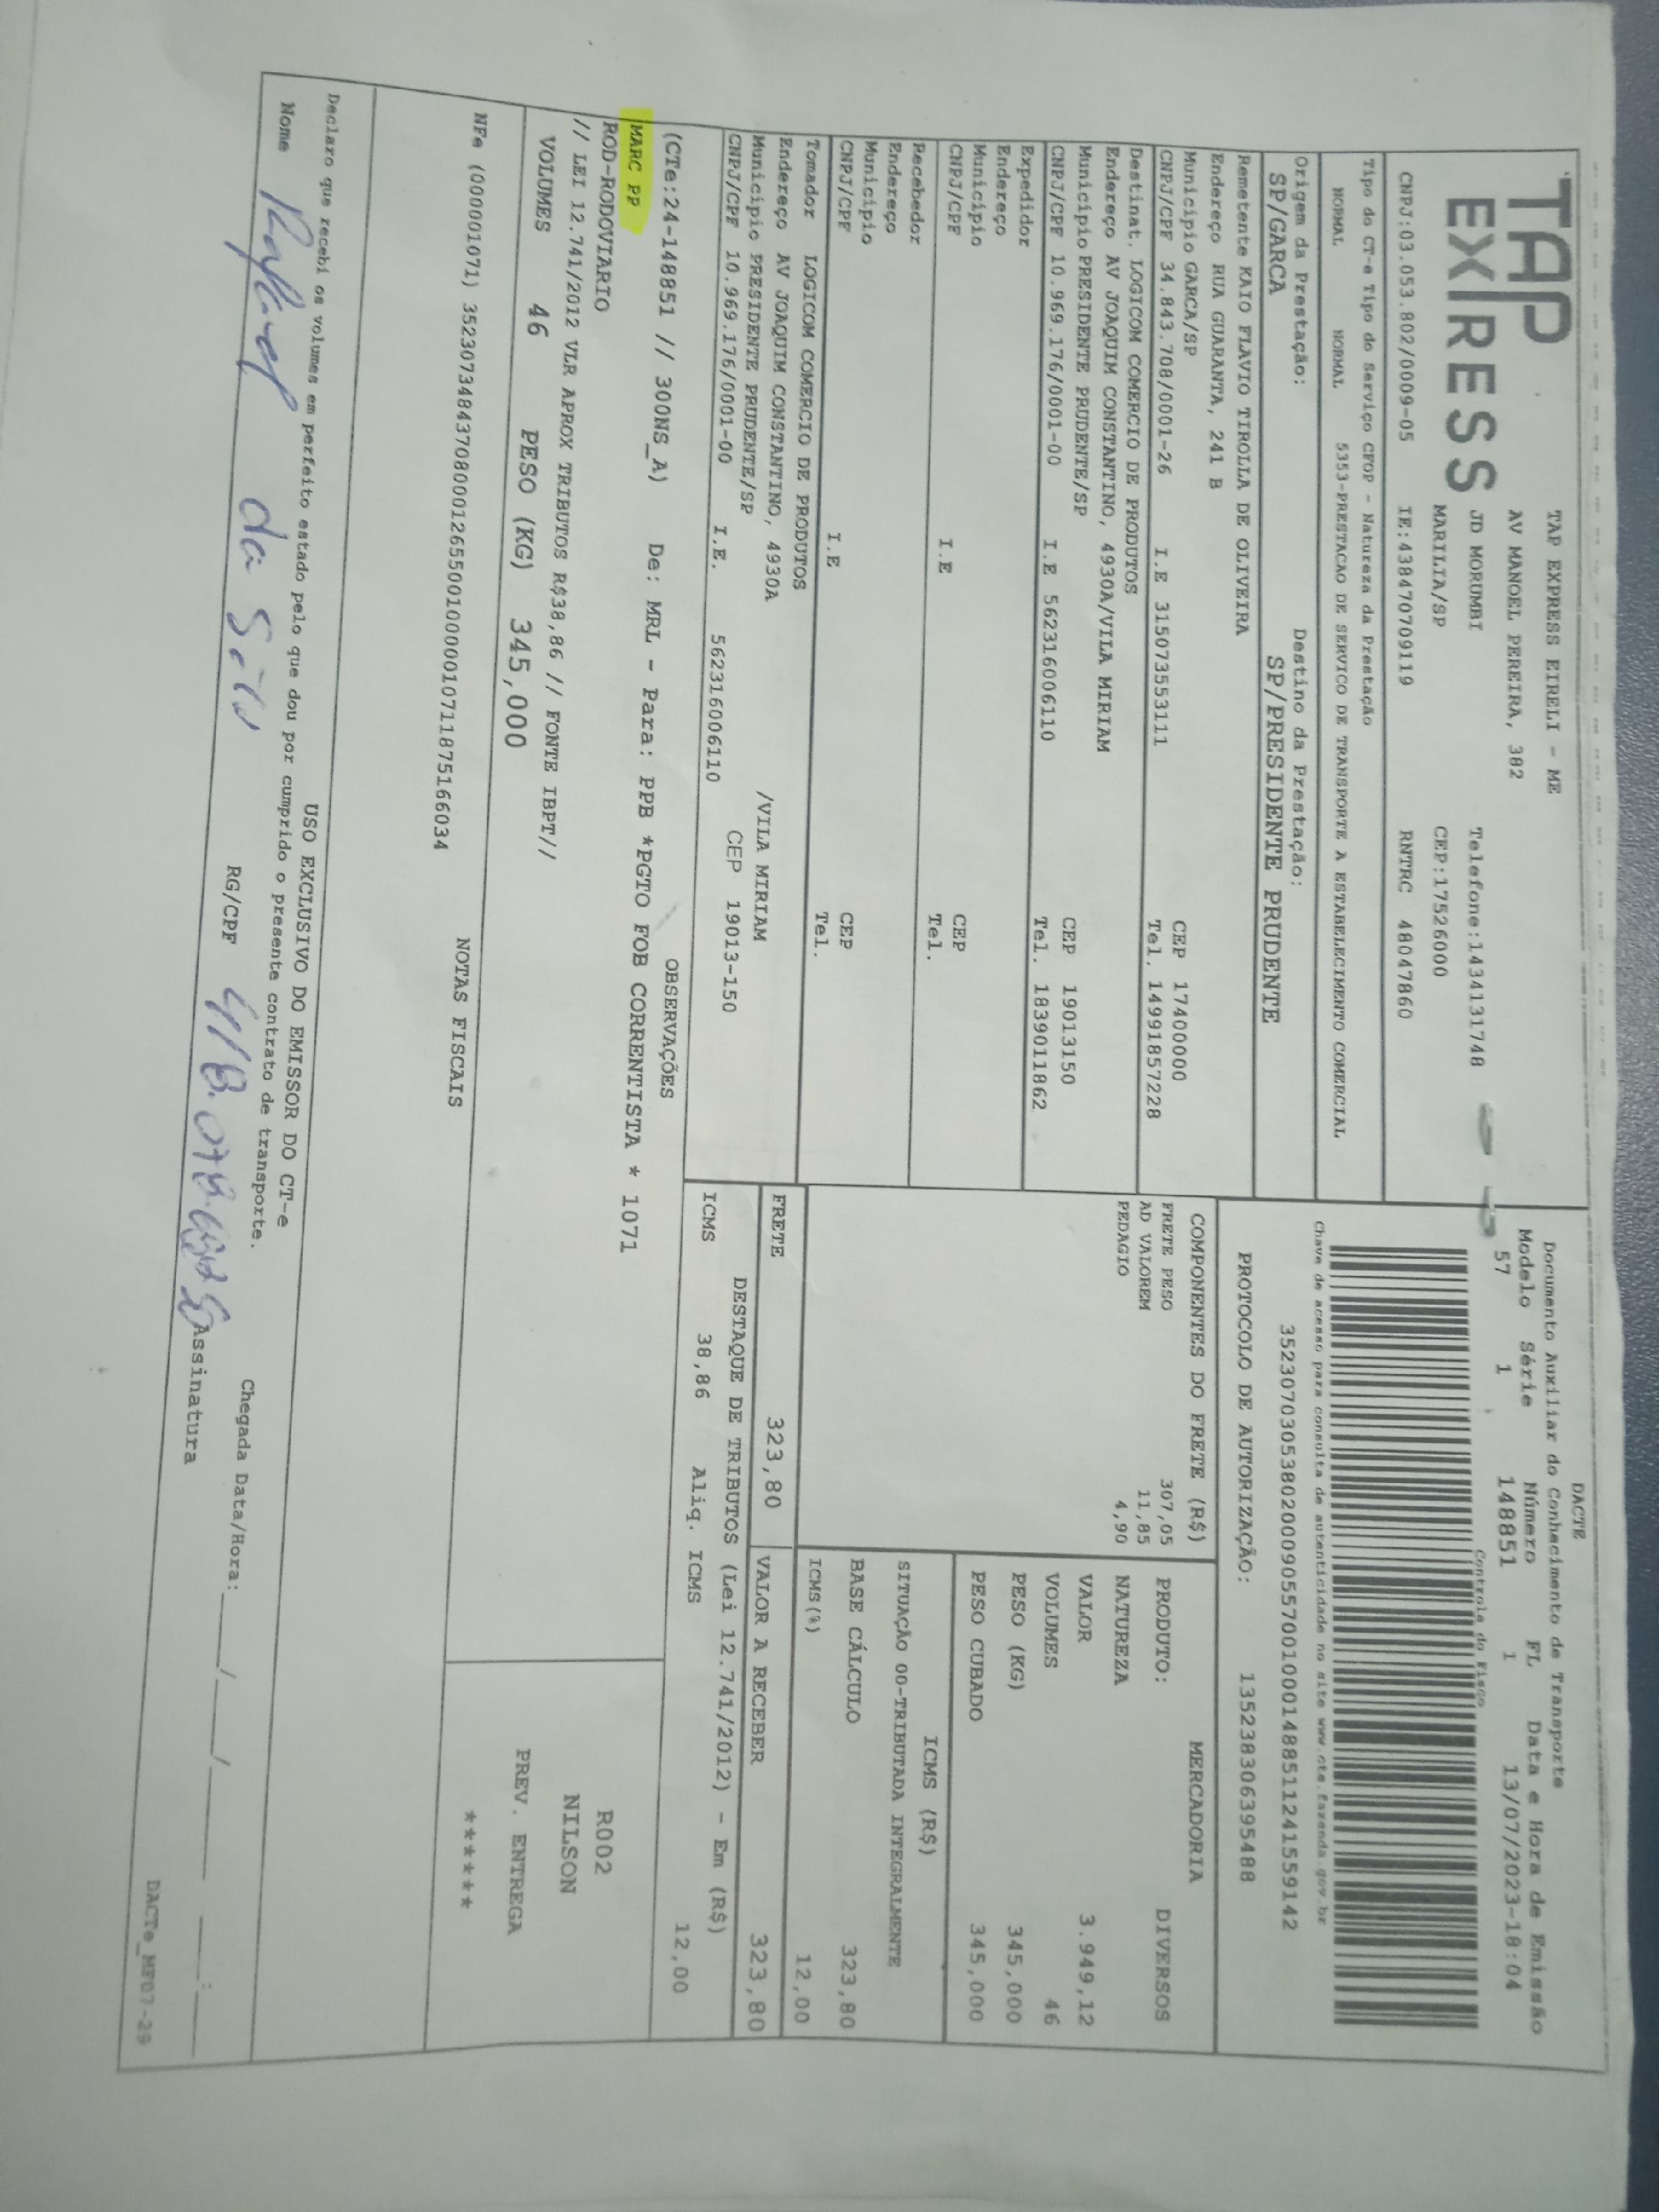 TAP
EXPRESS
TAP EXPRESS EIRELI - ME
AV MANOEL PEREIRA, 382
JD MORUMBI Telefone:1434131748
MARILIA/SP CEP:17526000
CNPJ:03.053.802/0009-05 IE:438470709119 RNTRC 48047860
Tipo do CT-e Tipo do Serviço CFOP - Natureza da Prestação
NORMAL NORMAL 5353-PRESTACAO DE SERVICO DE TRANSPORTE A ESTABELECIMENTO COMERCIAL
Origem da Prestação: Destino da Prestação:
SP/GARCA SP/PRESIDENTE PRUDENTE
DACTE
Documento Auxiliar do Conhecimento de Transporte
Modelo Série Número FL Data e Hora de Emissão
57 1 148851 1 13/07/2023-18:04
Controle do Fisco
Chave de acesso para consulta de autenticidade no site www.cte.fazenda.gov.br
35230703053802000905570010001488511241559142
PROTOCOLO DE AUTORIZAÇÃO: 135238306395488
Remetente KAIO FLAVIO TIROLLA DE OLIVEIRA
Endereço RUA GUARANTA, 241 B
Municipio GARCA/SP CEP 17400000
CNPJ/CPF 34.843.708/0001-26 I.E 315073553111 Tel. 14991857228
Destinat. LOGICOM COMERCIO DE PRODUTOS
Endereço AV JOAQUIM CONSTANTINO, 4930A/VILA MIRIAM
Municipio PRESIDENTE PRUDENTE/SP CEP 19013150
CNPJ/CPF 10.969.176/0001-00 I.E 562316006110 Tel. 1839011862
Expedidor
Endereço
Municipio CEP
CNPJ/CPF I.E Tel.
Recebedor
Endereço
Municipio CEP
CNPJ/CPF I.E Tel.
Tomador LOGICOM COMERCIO DE PRODUTOS
Endereço AV JOAQUIM CONSTANTINO, 4930A /VILA MIRIAM
Municipio PRESIDENTE PRUDENTE/SP CEP 19013-150
CNPJ/CPF 10.969.176/0001-00 I.E. 562316006110
COMPONENTES DO FRETE (R$)
FRETE PESO 307,05
AD VALOREM 11,85
PEDAGIO 4,90
MERCADORIA
PRODUTO: DIVERSOS
NATUREZA
VALOR 3.949,12
VOLUMES 46
PESO (KG) 345,000
PESO CUBADO 345,000
ICMS (R$)
SITUAÇÃO 00-TRIBUTADA INTEGRALMENTE
BASE CÁLCULO 323,80
ICMS(%) 12,00
FRETE 323,80 VALOR A RECEBER 323,80
DESTAQUE DE TRIBUTOS (Lei 12.741/2012) - Em (R$)
ICMS 38,86 Aliq. ICMS 12,00
OBSERVAÇÕES
(CTe:24-148851 // 300NS_A) De: MRL - Para: PPB *PGTO FOB CORRENTISTA * 1071
MARC PP
ROD-RODOVIARIO
// LEI 12.741/2012 VLR APROX TRIBUTOS R$38,86 // FONTE IBPT//
VOLUMES 46 PESO (KG) 345,000
R002
NILSON
PREV. ENTREGA
******
NOTAS FISCAIS
NFe (000001071) 35230734843708000126550010000010711875166034
USO EXCLUSIVO DO EMISSOR DO CT-e
Declaro que recebi os volumes em perfeito estado pelo que dou por cumprido o presente contrato de transporte.
Nome da Silva RG/CPF Assinatura
Chegada Data/Hora:____/____/______ ____:____
DACTe_MF07-29